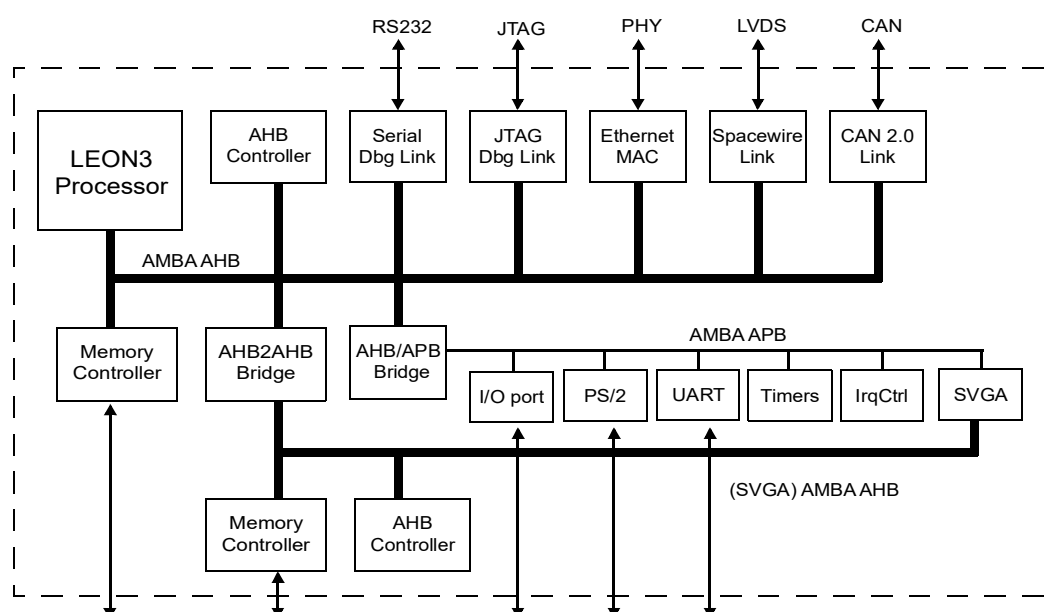 RS232
JTAG
PHY
LVDS
CAN
LEON3
Processor
AHB
Controller
Serial
Dbg Link
JTAG
Dbg Link
Ethernet
MAC
Spacewire
Link
CAN 2.0
Link
AMBA AHB
Memory
Controller
AHB2AHB
Bridge
AHB/APB
Bridge
AMBA APB
I/O port
PS/2
UART
Timers
IrqCtrl
SVGA
(SVGA) AMBA AHB
Memory
Controller
AHB
Controller